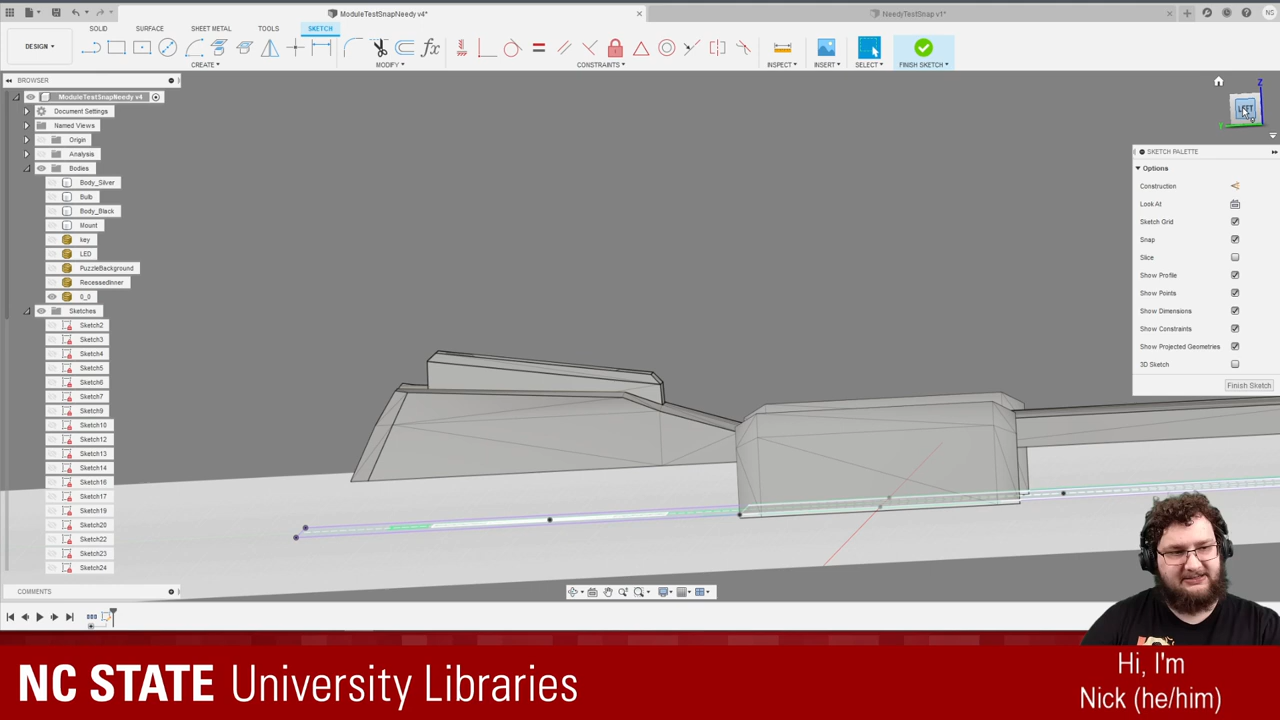 ModuleTestSnapNeedy v4*
NeedyTestSnap v1*
NS
DESIGN
SOLID
SURFACE
SHEET METAL
TOOLS
SKETCH
CREATE
MODIFY
CONSTRAINTS
INSPECT
INSERT
SELECT
FINISH SKETCH
BROWSER
ModuleTestSnapNeedy v4
Document Settings
Named Views
Origin
Analysis
Bodies
Body_Silver
Bulb
Body_Black
Mount
key
LED
PuzzleBackground
RecessedInner
0_0
Sketches
Sketch2
Sketch3
Sketch4
Sketch5
Sketch6
Sketch7
Sketch9
Sketch10
Sketch12
Sketch13
Sketch14
Sketch16
Sketch17
Sketch19
Sketch20
Sketch22
Sketch23
Sketch24
COMMENTS
Z
LEFT
Y
SKETCH PALETTE
Options
Construction
Look At
Sketch Grid
Snap
Slice
Show Profile
Show Points
Show Dimensions
Show Constraints
Show Projected Geometries
3D Sketch
Finish Sketch
NC STATE University Libraries
Hi, I'm
Nick (he/him)